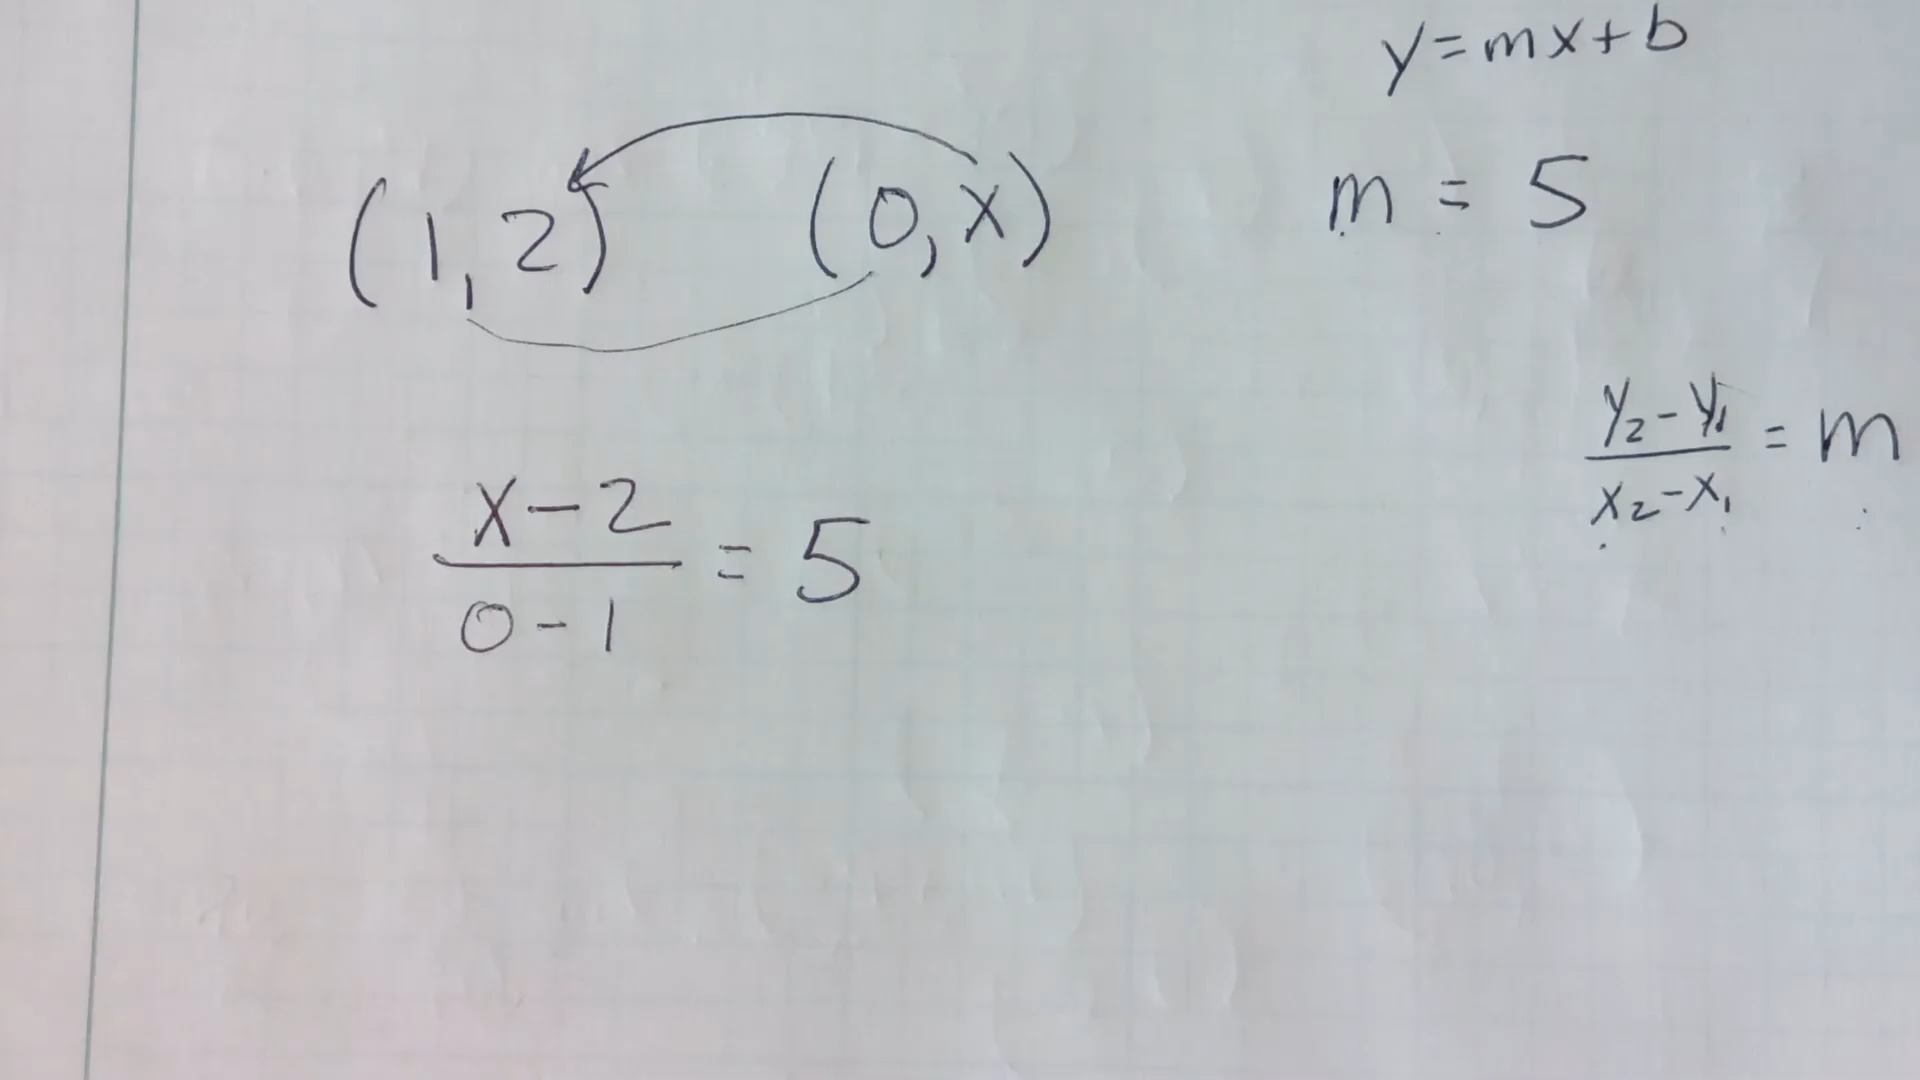 y=mx+b
(1,2) (0,x) m = 5
y₂-y₁
x₂-x₁ = m
x-2
0-1 = 5